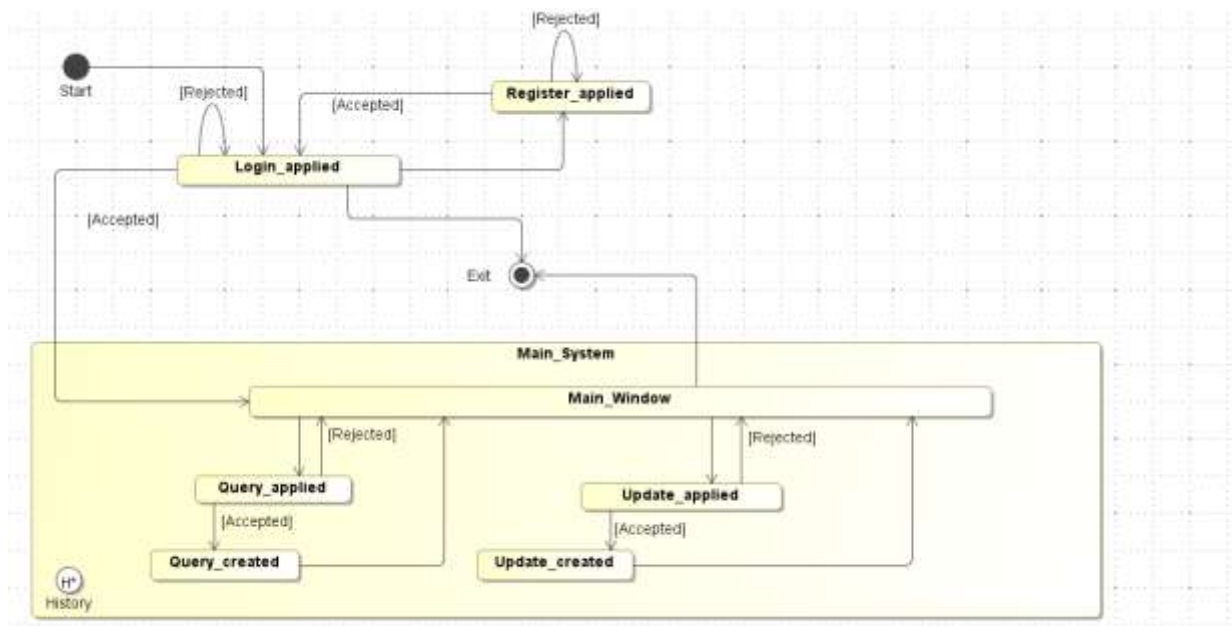 [Rejected]
Start
[Rejected]
Register_applied
[Accepted]
Login_applied
[Accepted]
Exit
Main_System
Main_Window
[Rejected]
[Rejected]
Query_applied
Update_applied
[Accepted]
[Accepted]
Query_created
Update_created
H*
History